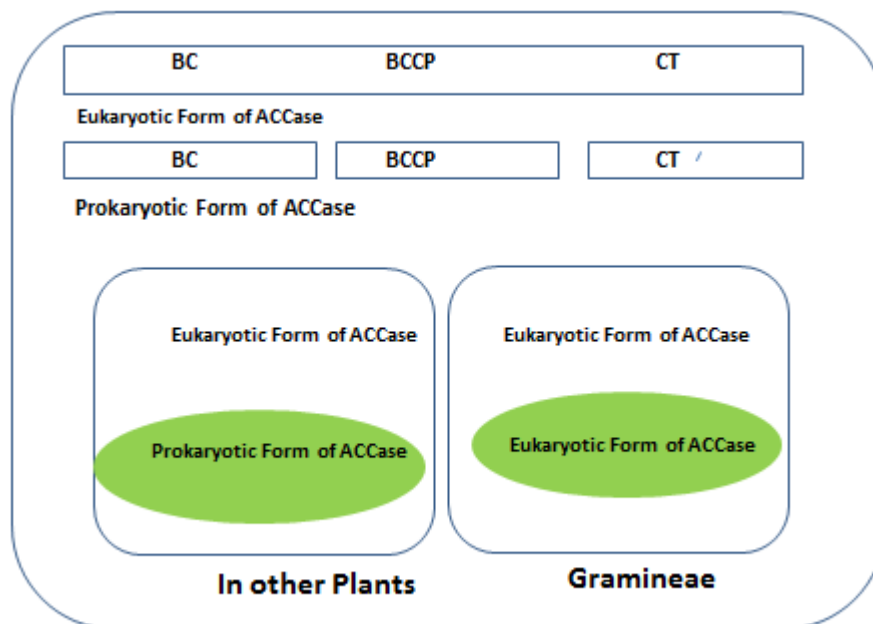 BC BCCP CT
Eukaryotic Form of ACCase
BC BCCP CT
Prokaryotic Form of ACCase
Eukaryotic Form of ACCase Eukaryotic Form of ACCase
Prokaryotic Form of ACCase Eukaryotic Form of ACCase
In other Plants Gramineae